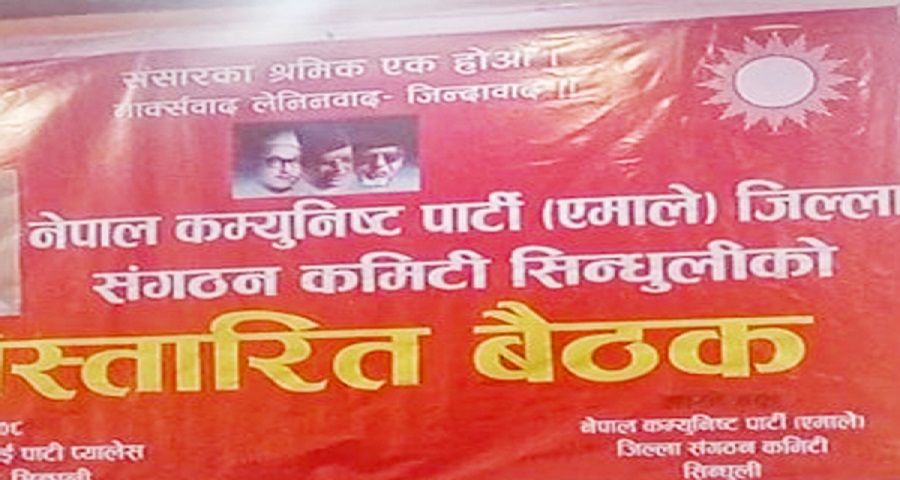 संसारका श्रमिक एक होऔं ।
मार्क्सवाद लेनिनवाद- जिन्दावाद ।।
नेपाल कम्युनिष्ट पार्टी (एमाले) जिल्ला
संगठन कमिटी सिन्धुलीको
स्तारित बैठक
पाटी प्यालेस
नेपाल कम्युनिष्ट पार्टी (एमाले)
जिल्ला संगठन कमिटी
सिन्धुली